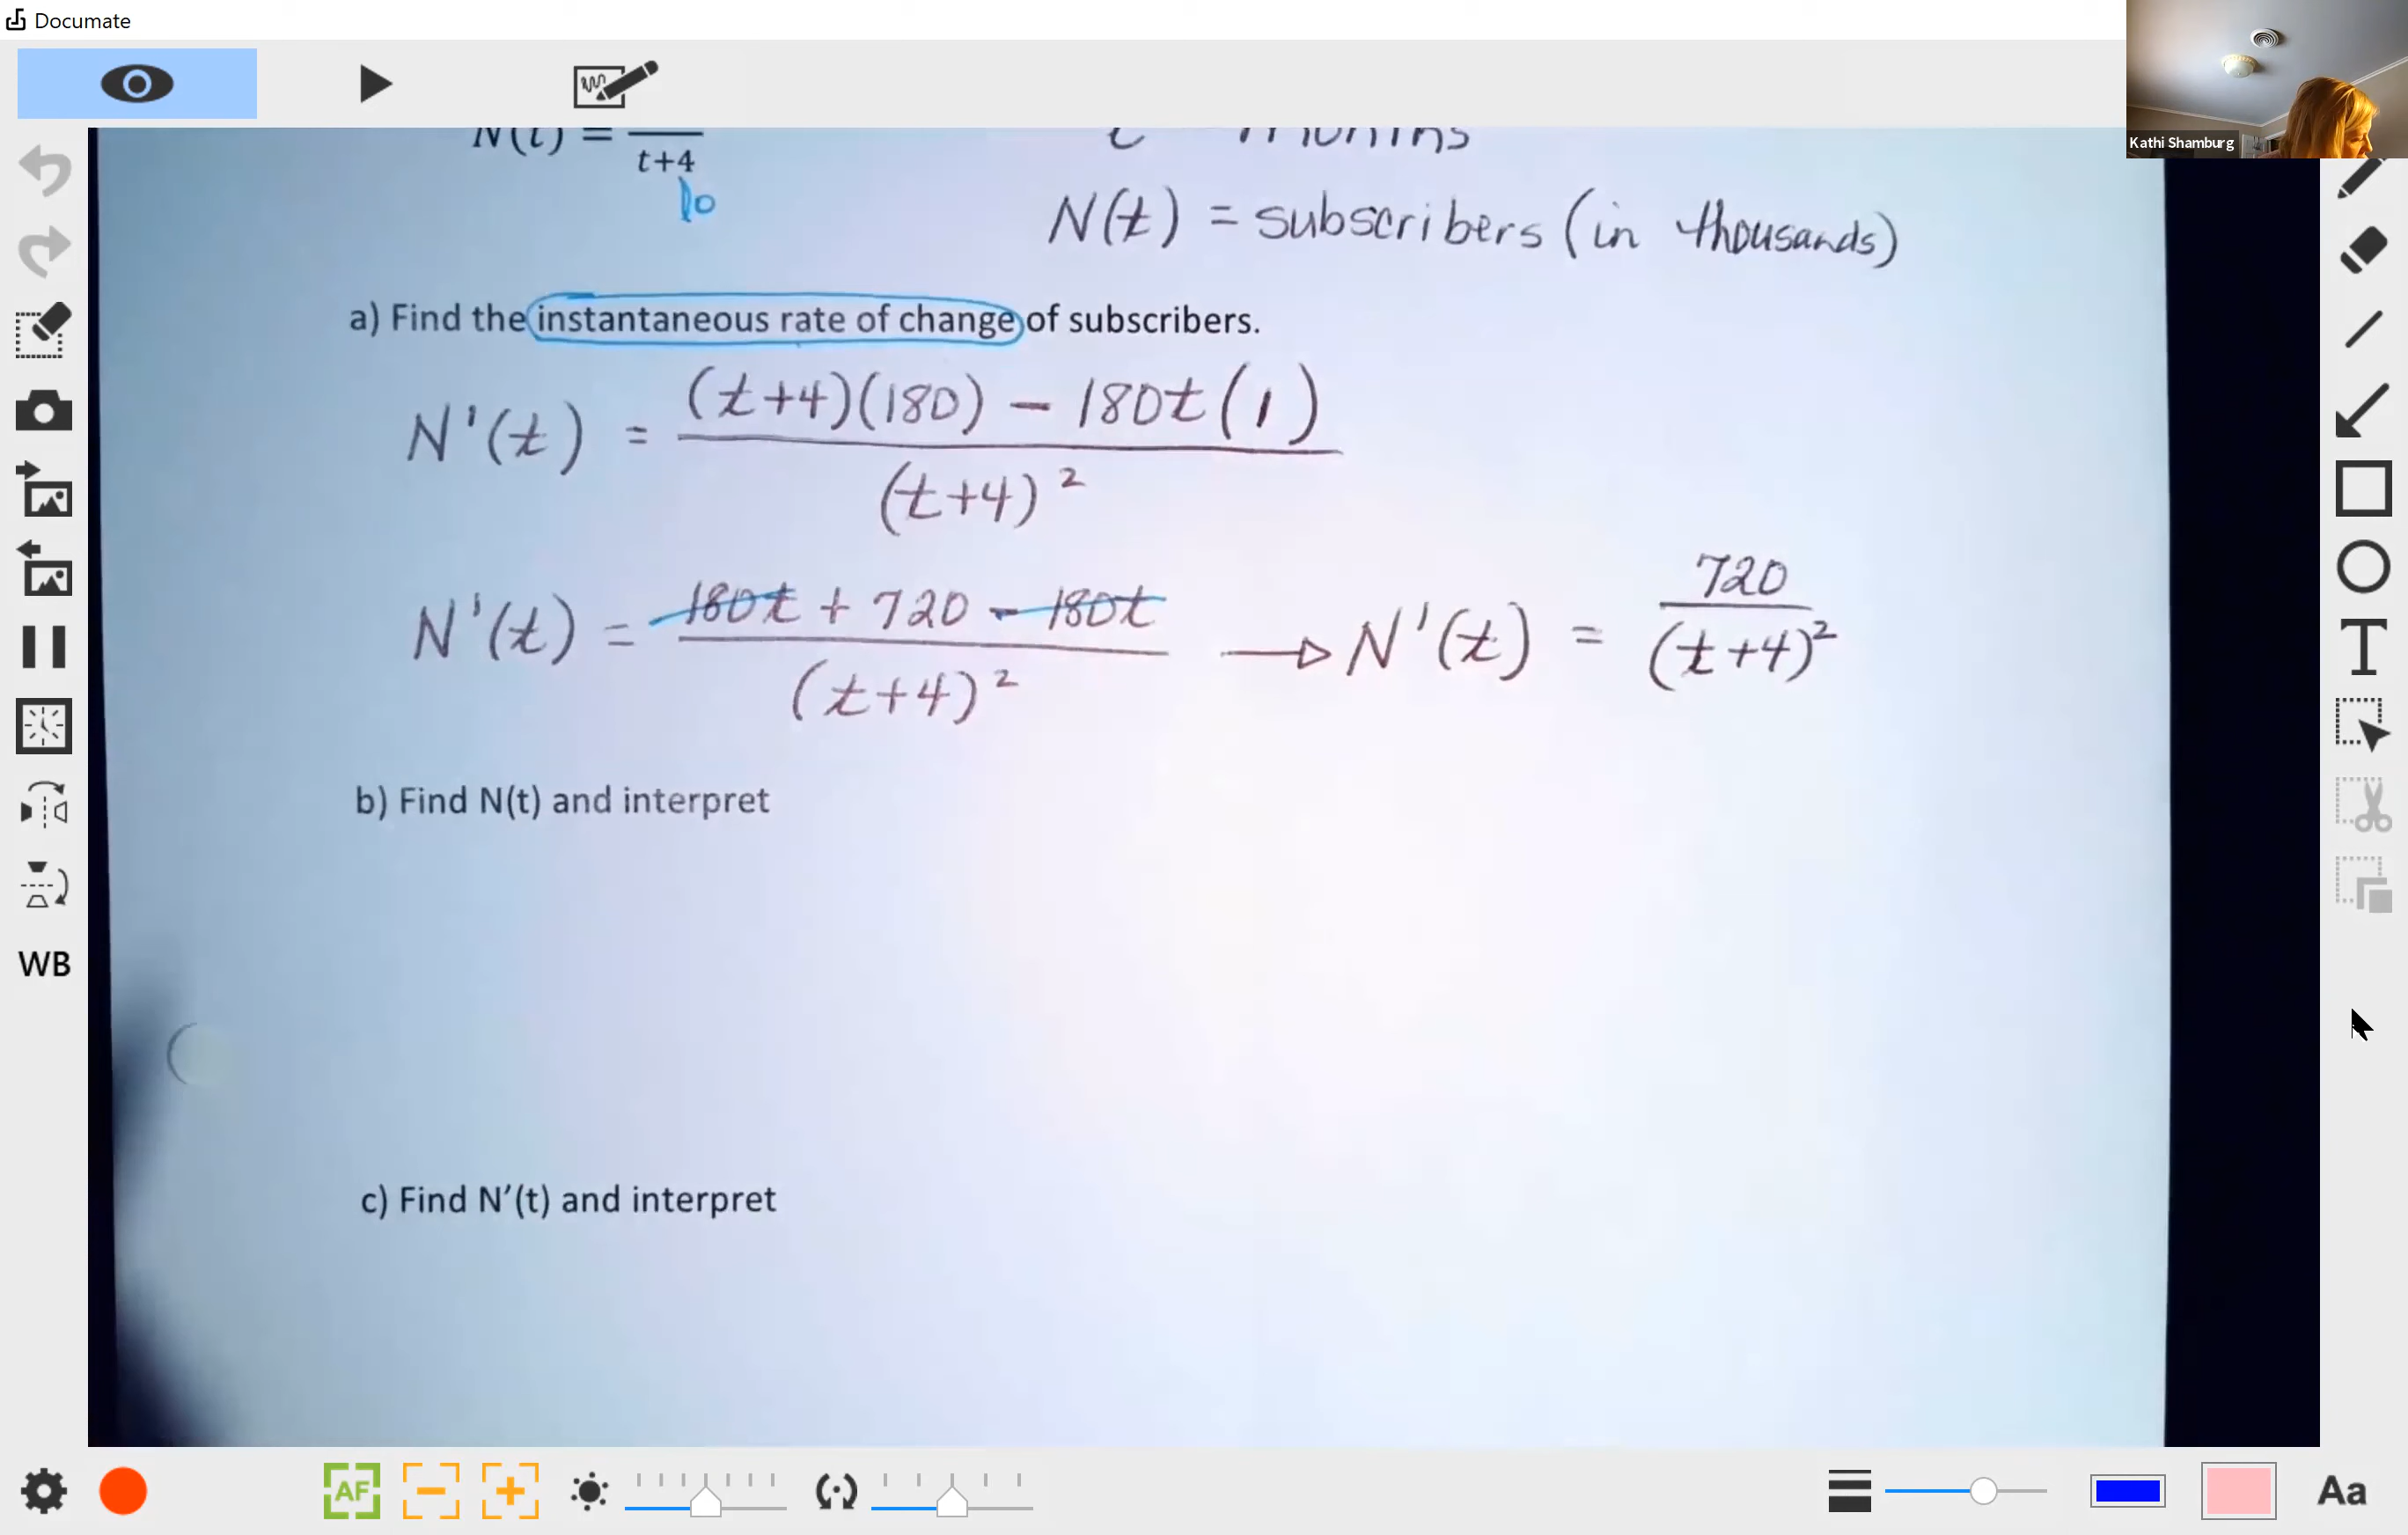 Documate
Kathi Shamburg
N(t) =
t+4
lo
t months
N(t) = subscribers (in thousands)
a) Find the instantaneous rate of change of subscribers.
N'(t) = (t+4)(180) - 180t(1)
(t+4)²
N'(t) = 180t + 720 - 180t
(t+4)²
N'(t) = 720
(t+4)²
b) Find N(t) and interpret
WB
c) Find N'(t) and interpret
AF
Aa